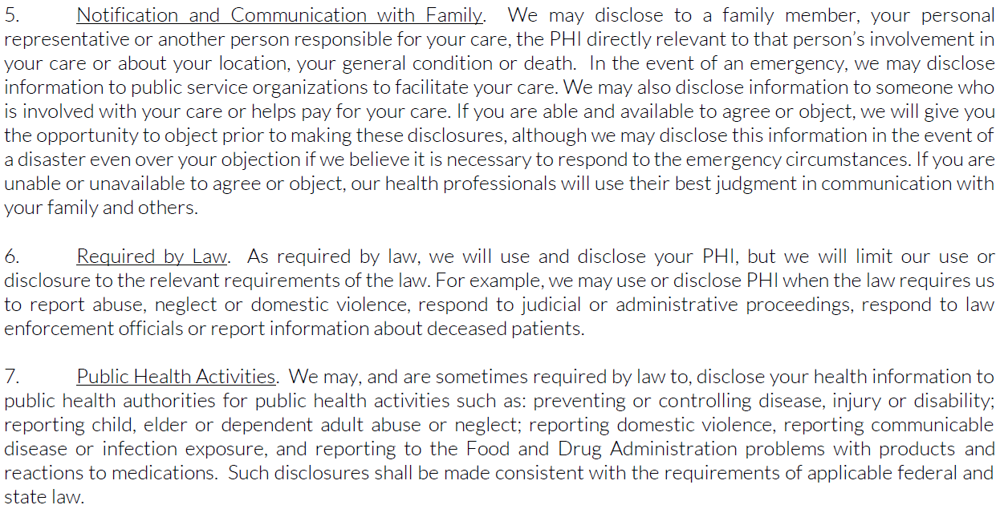 5. Notification and Communication with Family. We may disclose to a family member, your personal
representative or another person responsible for your care, the PHI directly relevant to that person's involvement in
your care or about your location, your general condition or death. In the event of an emergency, we may disclose
information to public service organizations to facilitate your care. We may also disclose information to someone who
is involved with your care or helps pay for your care. If you are able and available to agree or object, we will give you
the opportunity to object prior to making these disclosures, although we may disclose this information in the event of
a disaster even over your objection if we believe it is necessary to respond to the emergency circumstances. If you are
unable or unavailable to agree or object, our health professionals will use their best judgment in communication with
your family and others.
6. Required by Law. As required by law, we will use and disclose your PHI, but we will limit our use or
disclosure to the relevant requirements of the law. For example, we may use or disclose PHI when the law requires us
to report abuse, neglect or domestic violence, respond to judicial or administrative proceedings, respond to law
enforcement officials or report information about deceased patients.
7. Public Health Activities. We may, and are sometimes required by law to, disclose your health information to
public health authorities for public health activities such as: preventing or controlling disease, injury or disability;
reporting child, elder or dependent adult abuse or neglect; reporting domestic violence, reporting communicable
disease or infection exposure, and reporting to the Food and Drug Administration problems with products and
reactions to medications. Such disclosures shall be made consistent with the requirements of applicable federal and
state law.